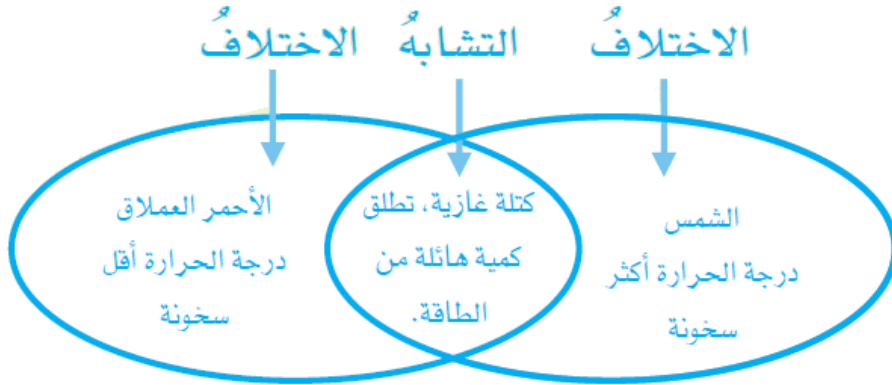 الاختلافُ
التشابهُ
الاختلافُ
الشمس
درجة الحرارة أكثر
سخونة
كتلة غازية، تطلق
كمية هائلة من
الطاقة.
الأحمر العملاق
درجة الحرارة أقل
سخونة